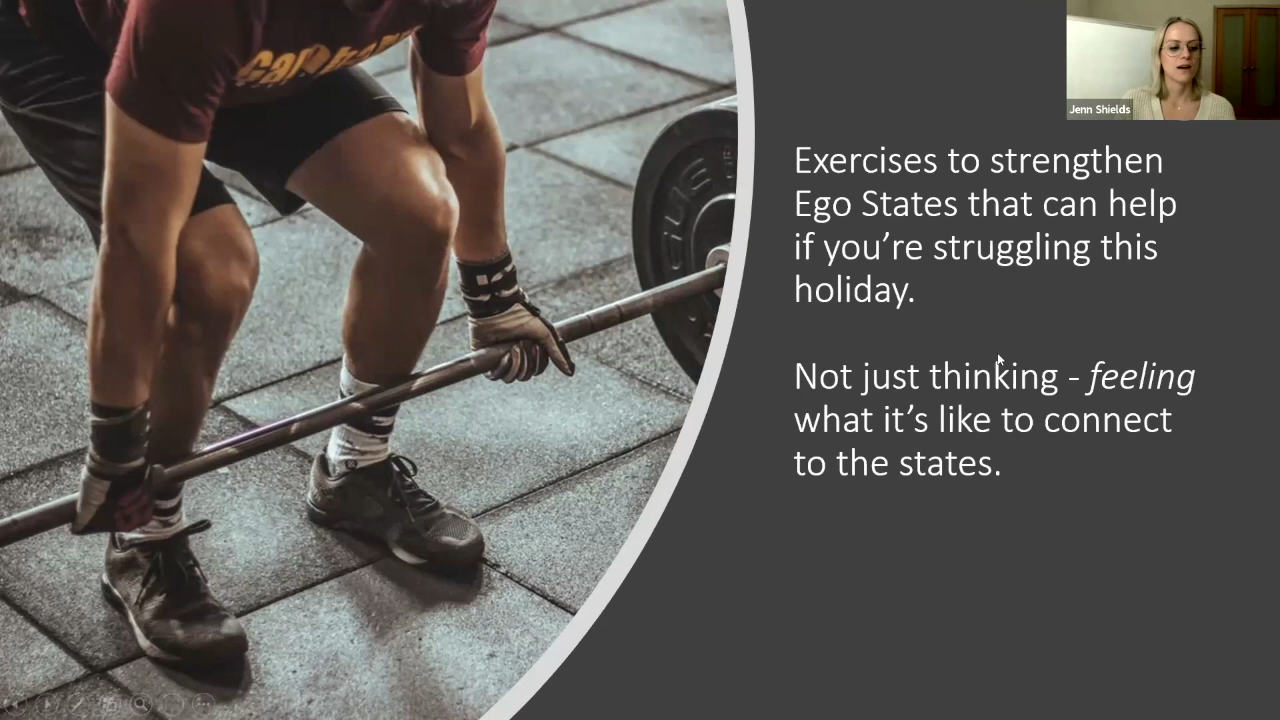 Jenn Shields
Exercises to strengthen
Ego States that can help
if you're struggling this
holiday.
Not just thinking - feeling
what it's like to connect
to the states.